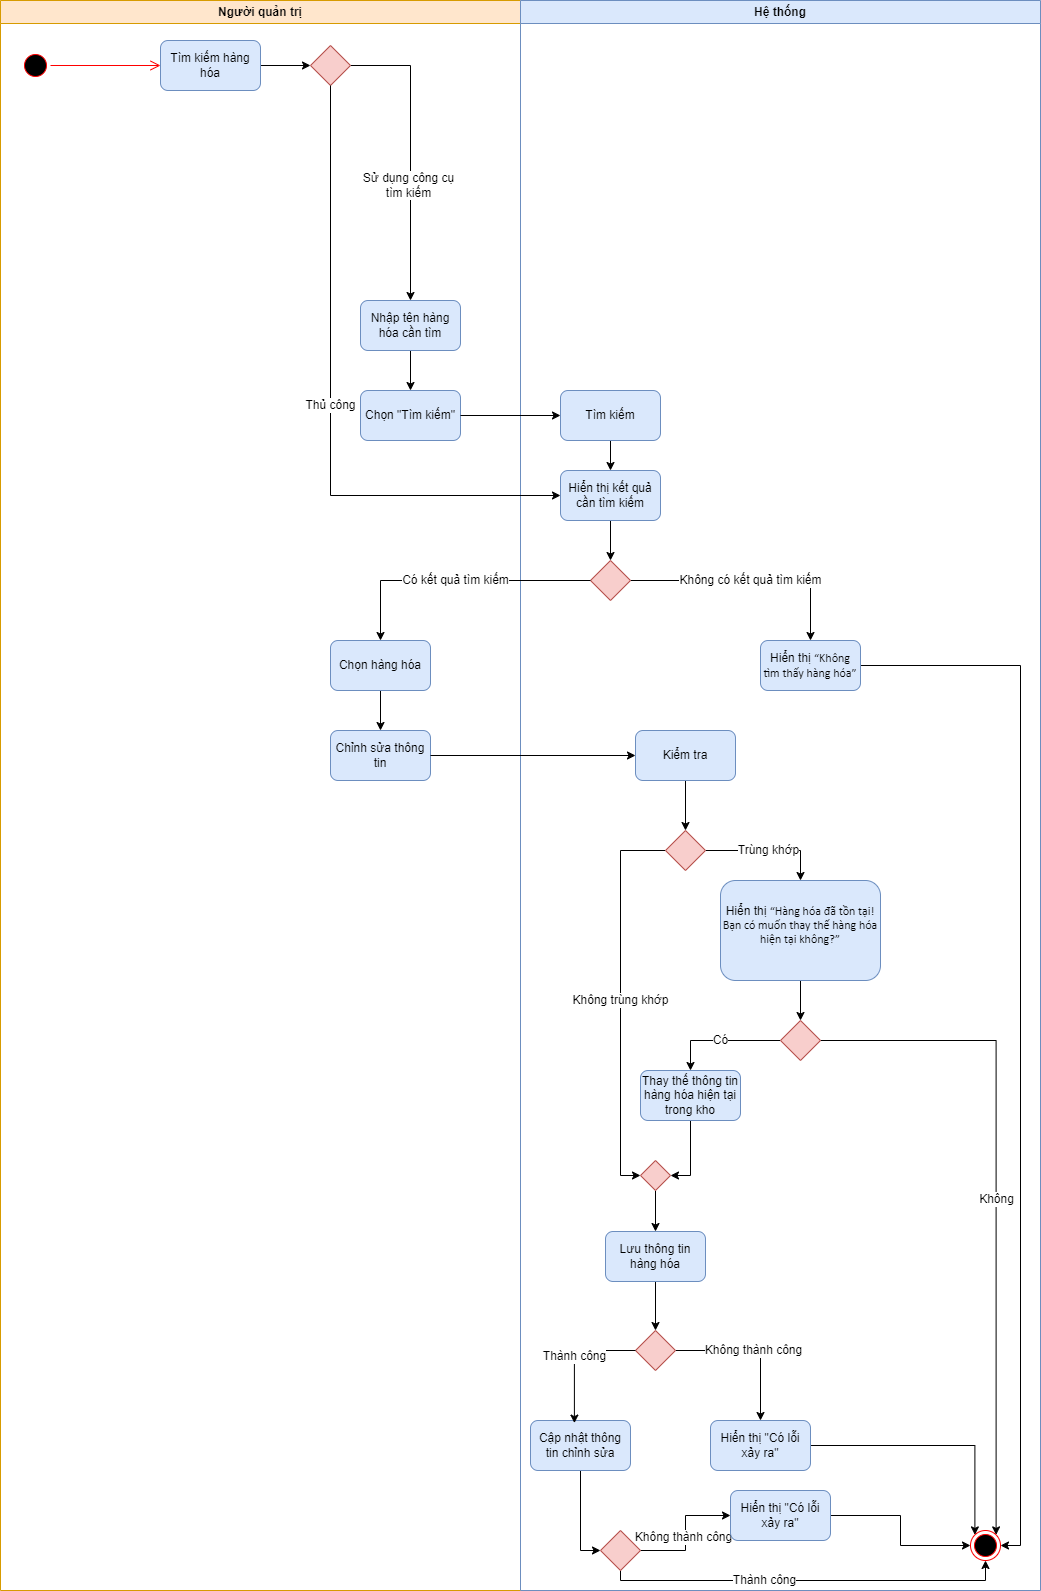 Người quản trị
Hệ thống
Tìm kiếm hàng
hóa
Sử dụng công cụ
tìm kiếm
Nhập tên hàng
hóa cần tìm
Thủ công
Chọn "Tìm kiếm"
Tìm kiếm
Hiển thị kết quả
cần tìm kiếm
Có kết quả tìm kiếm
Không có kết quả tìm kiếm
Chọn hàng hóa
Hiển thị “Không
tìm thấy hàng hóa”
Chỉnh sửa thông
tin
Kiểm tra
Trùng khớp
Hiển thị “Hàng hóa đã tồn tại!
Bạn có muốn thay thế hàng hóa
hiện tại không?”
Không trùng khớp
Có
Thay thế thông tin
hàng hóa hiện tại
trong kho
Không
Lưu thông tin
hàng hóa
Thành công
Không thành công
Cập nhật thông
tin chỉnh sửa
Hiển thị "Có lỗi
xảy ra"
Hiển thị "Có lỗi
xảy ra"
Không thành công
Thành công